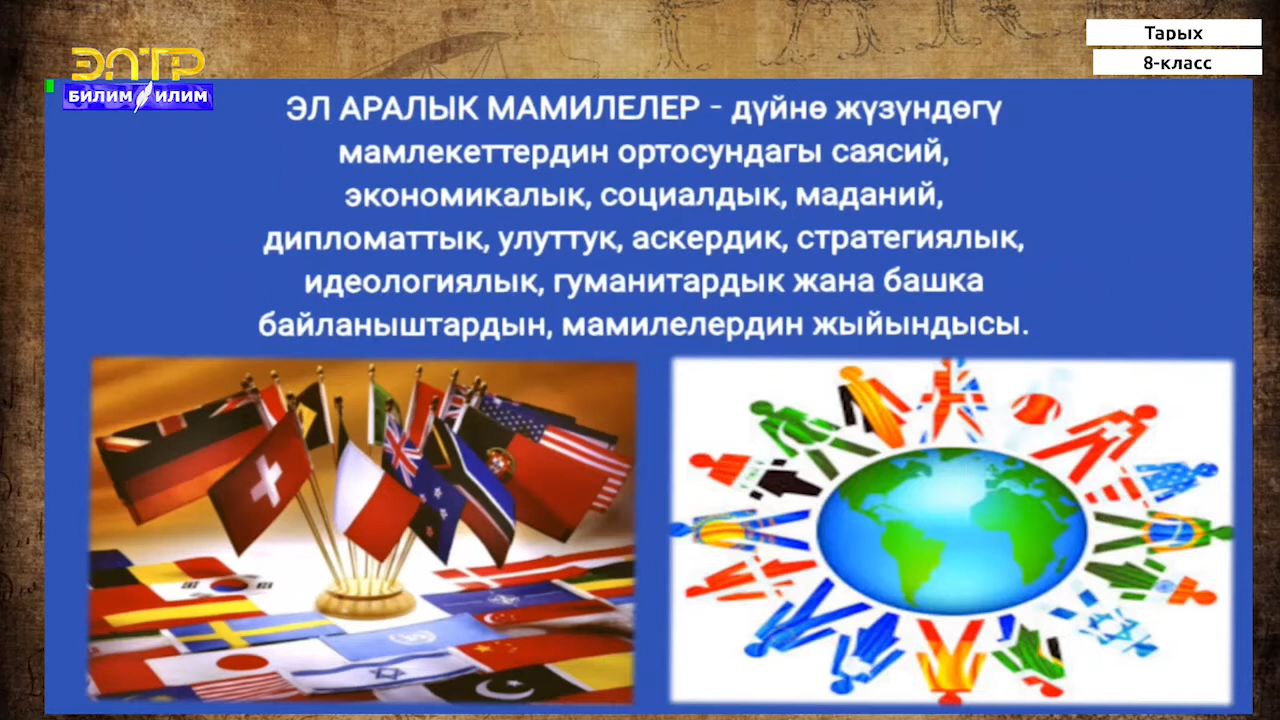 Тарых
8-класс
ЭЛТР
БИЛИМ ИЛИМ
ЭЛ АРАЛЫК МАМИЛЕЛЕР - дүйнө жүзүндөгү
мамлекеттердин ортосундагы саясий,
экономикалык, социалдык, маданий,
дипломаттык, улуттук, аскердик, стратегиялык,
идеологиялык, гуманитардык жана башка
байланыштардын, мамилелердин жыйындысы.